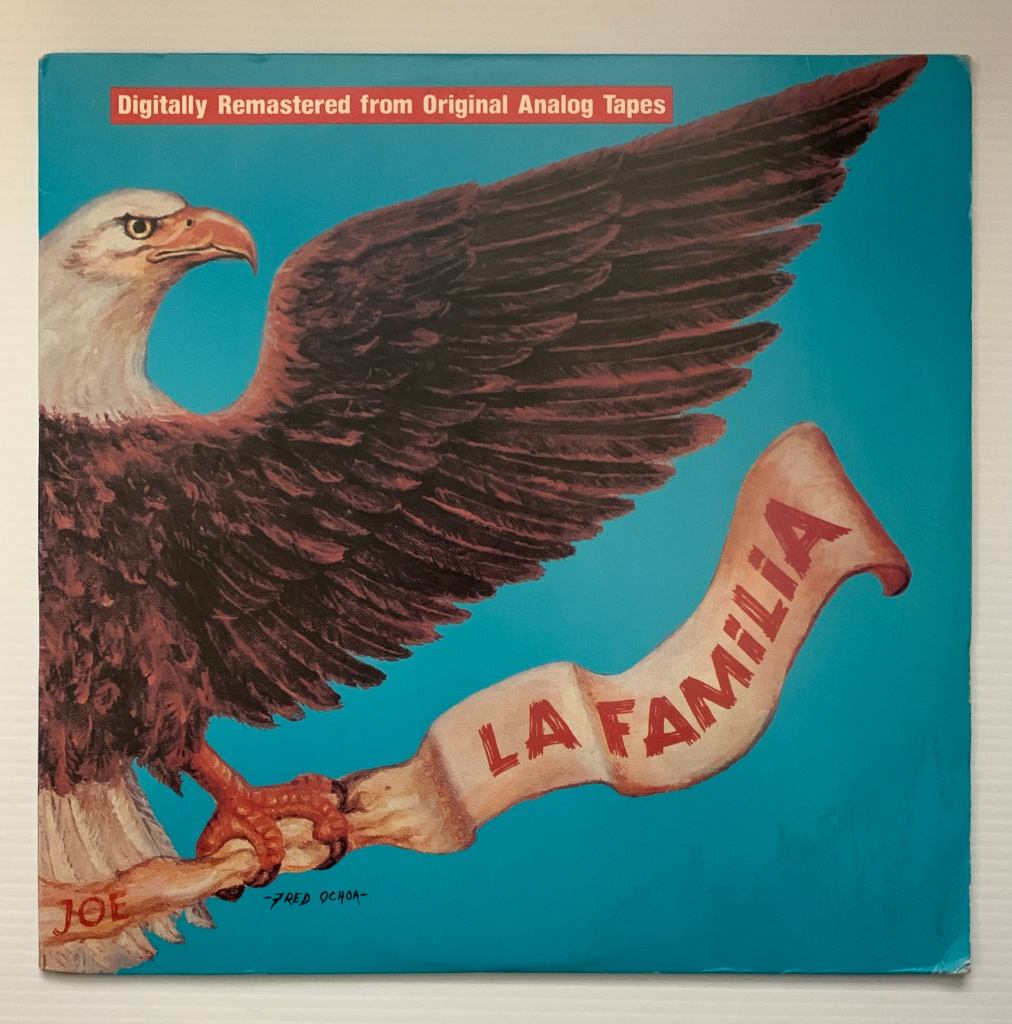 Digitally Remastered from Original Analog Tapes
LA FAMiLiA
-FRED OCHOA-
JOE